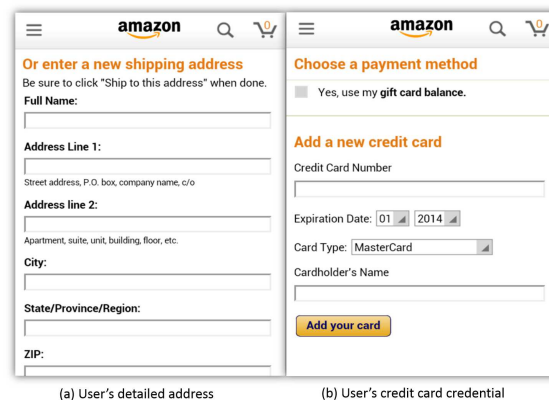 amazon
0
Or enter a new shipping address
Be sure to click "Ship to this address" when done.
Full Name:
Address Line 1:
Street address, P.O. box, company name, c/o
Address line 2:
Apartment, suite, unit, building, floor, etc.
City:
State/Province/Region:
ZIP:
(a) User's detailed address
amazon
0
Choose a payment method
Yes, use my gift card balance.
Add a new credit card
Credit Card Number
Expiration Date: 01 2014
Card Type: MasterCard
Cardholder's Name
Add your card
(b) User's credit card credential